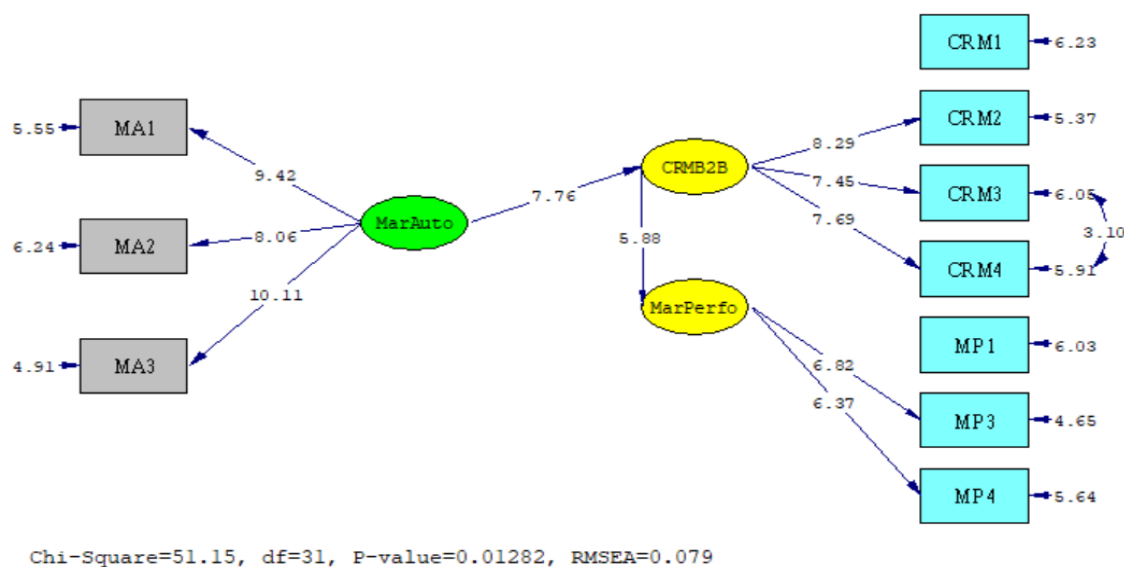 CRM1
6.23
MA1
5.55
CRM2
5.37
8.29
9.42
CRMB2B
7.45
CRM3
6.05
7.76
7.69
MarAuto
3.10
MA2
6.24
8.06
5.88
CRM4
5.91
10.11
MarPerfo
MP1
6.03
MA3
4.91
6.82
6.37
MP3
4.65
MP4
5.64
Chi-Square=51.15, df=31, P-value=0.01282, RMSEA=0.079